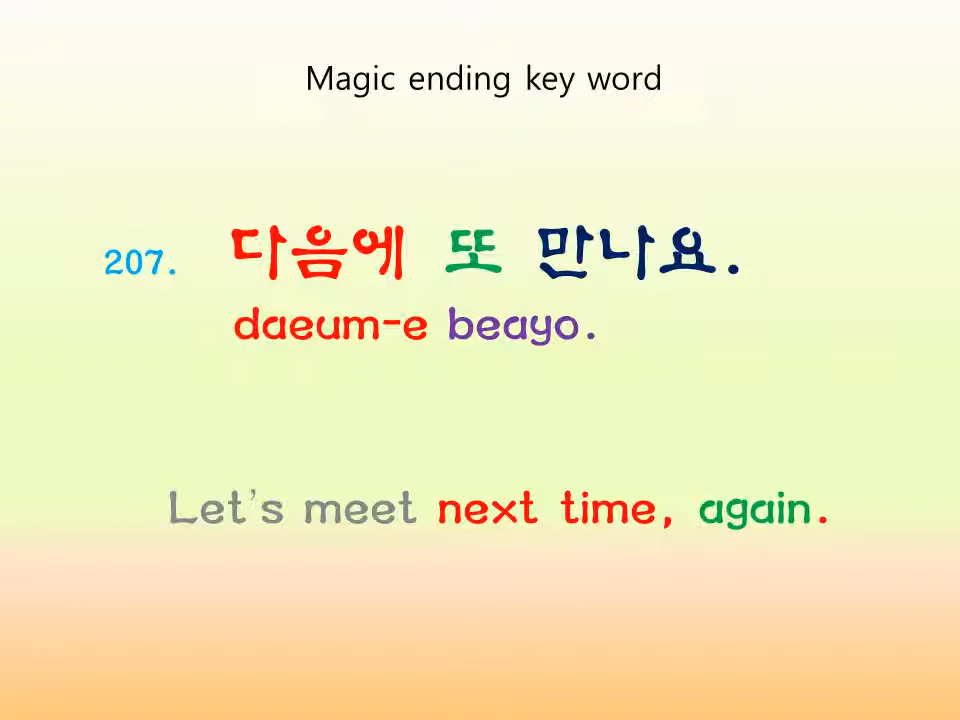 Magic ending key word
207. 다음에 또 만나요.
daeum-e beayo.
Let's meet next time, again.